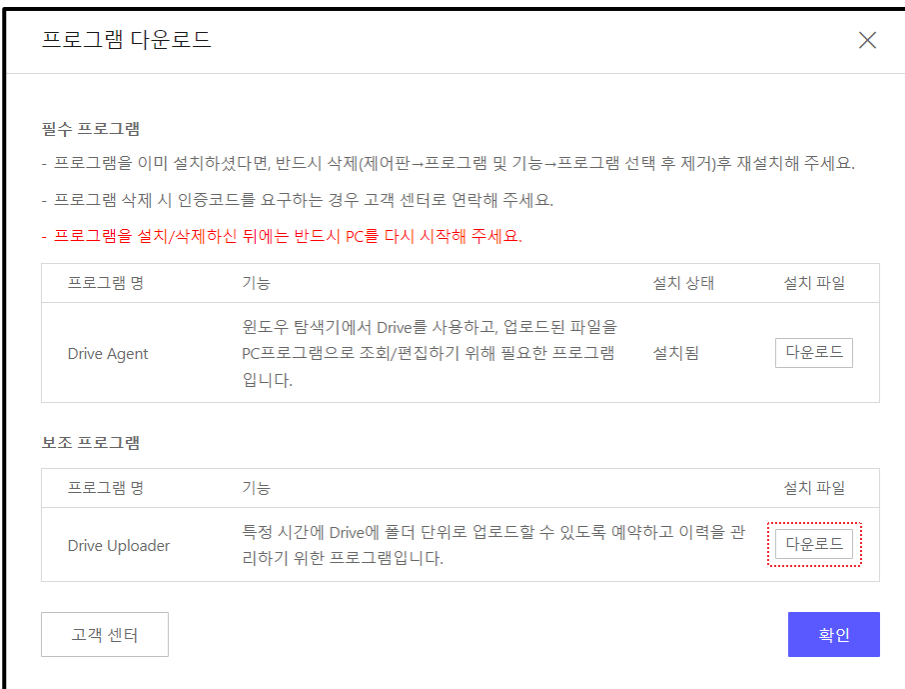 프로그램 다운로드
필수 프로그램
- 프로그램을 이미 설치하셨다면, 반드시 삭제(제어판→프로그램 및 기능→프로그램 선택 후 제거)후 재설치해 주세요.
- 프로그램 삭제 시 인증코드를 요구하는 경우 고객 센터로 연락해 주세요.
- 프로그램을 설치/삭제하신 뒤에는 반드시 PC를 다시 시작해 주세요.
프로그램 명 기능 설치 상태 설치 파일
윈도우 탐색기에서 Drive를 사용하고, 업로드된 파일을
Drive Agent PC프로그램으로 조회/편집하기 위해 필요한 프로그램 설치됨 다운로드
입니다.
보조 프로그램
프로그램 명 기능 설치 파일
Drive Uploader 특정 시간에 Drive에 폴더 단위로 업로드할 수 있도록 예약하고 이력을 관 다운로드
리하기 위한 프로그램입니다.
고객 센터 확인